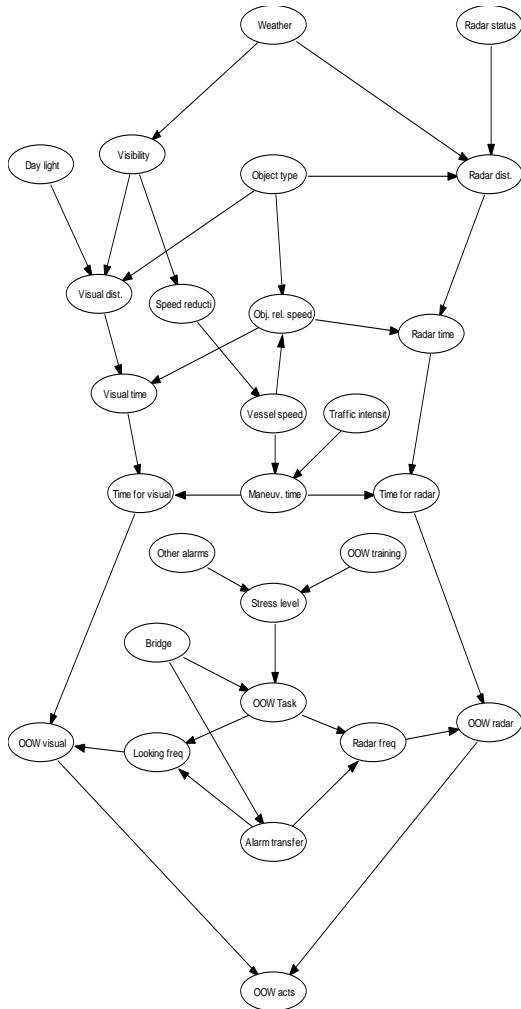 Weather
Radar status
Day light
Visibility
Object type
Radar dist.
Visual dist.
Speed reducti
Obj. rel. speed
Radar time
Visual time
Vessel speed
Traffic intensit
Time for visual
Maneuv. time
Time for radar
Other alarms
OOW training
Stress level
Bridge
OOW Task
OOW visual
Looking freq
Radar freq
OOW radar
Alarm transfer
OOW acts